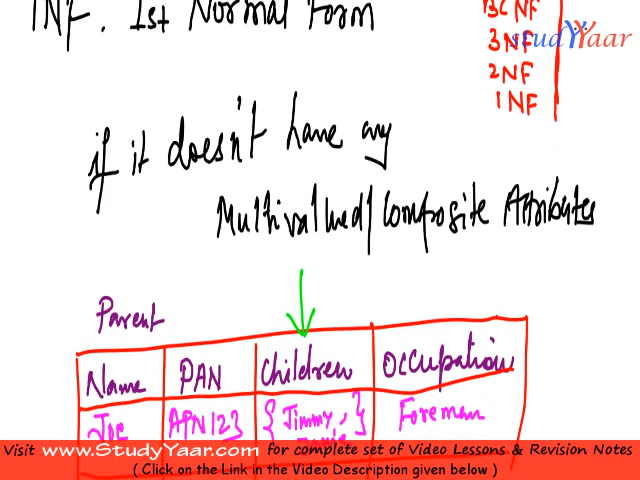 1NF. 1st Normal Form
BCNF
3NF
studYYaar
2NF
1NF
if it doesn't have any
Multivalued/Composite Attributes
Parent
Name PAN Children Occupation
Joe APN123 { Jimmy, } Foreman
Visit www.StudyYaar.com for complete set of Video Lessons & Revision Notes
( Click on the Link in the Video Description given below )